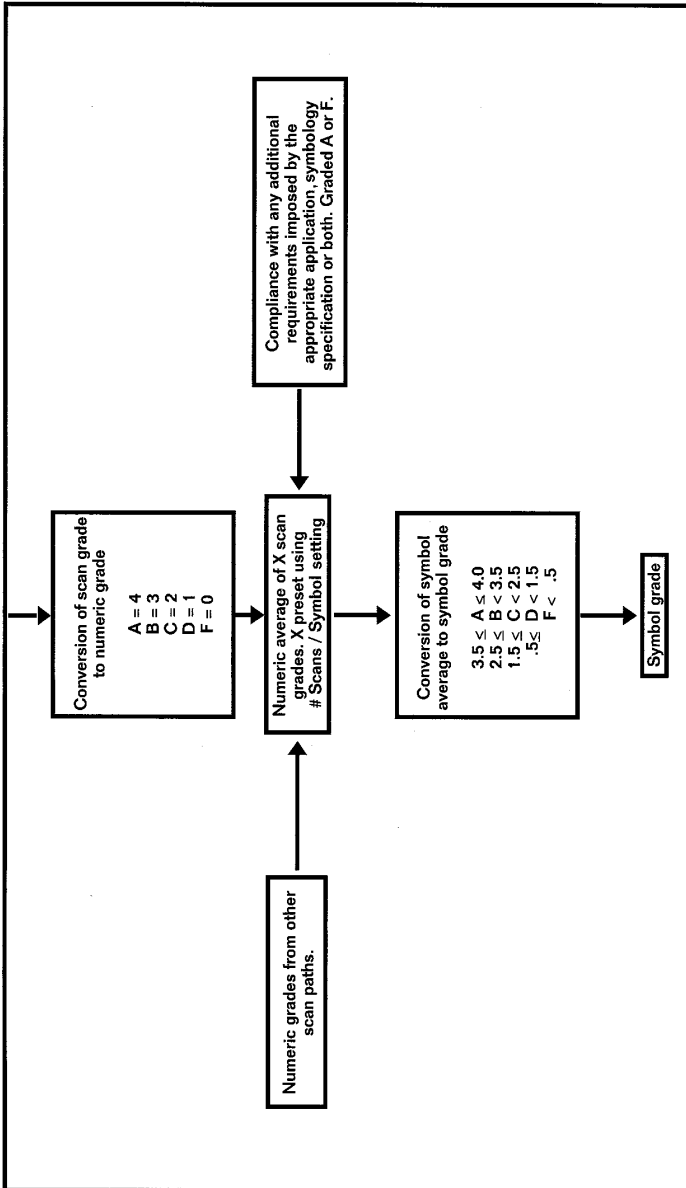 Conversion of scan grade
to numeric grade
A = 4
B = 3
C = 2
D = 1
F = 0
Numeric grades from other
scan paths.
Numeric average of X scan
grades. X preset using
# Scans / Symbol setting
Compliance with any additional
requirements imposed by the
appropriate application, symbology
specification or both. Graded A or F.
Conversion of symbol
average to symbol grade
3.5 ≤ A ≤ 4.0
2.5 ≤ B < 3.5
1.5 ≤ C < 2.5
.5≤ D < 1.5
F < .5
Symbol grade